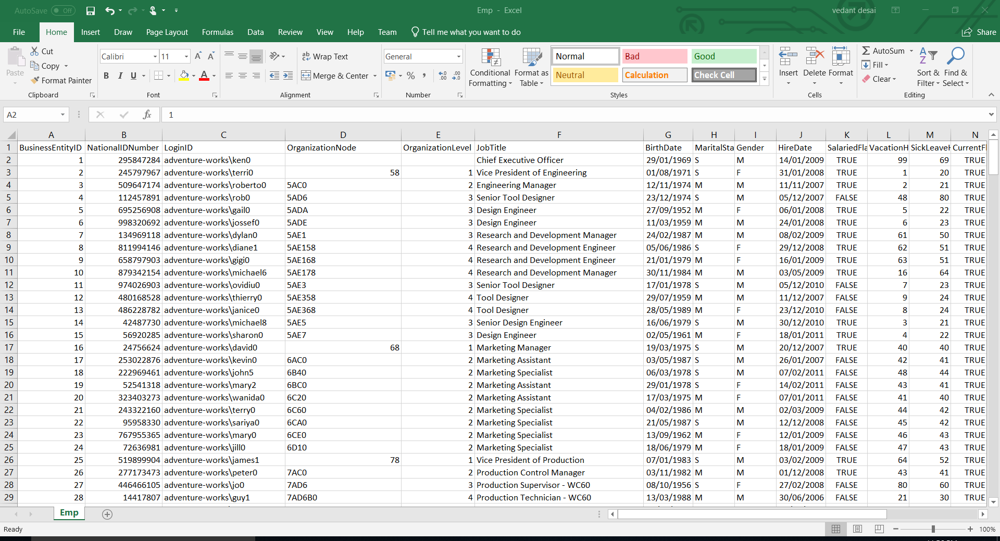 AutoSave Off Emp - Excel vedant desai
File Home Insert Draw Page Layout Formulas Data Review View Help Team Tell me what you want to do Share
Cut
Copy
Format Painter
Paste
Clipboard
Calibri 11
B I U
Font
Wrap Text
Merge & Center
Alignment
General
Number
Conditional Formatting
Format as Table
Normal Bad Good
Neutral Calculation Check Cell
Styles
Insert Delete Format
Cells
AutoSum
Fill
Clear
Sort & Filter
Find & Select
Editing
A2 fx 1
A B C D E F G H I J K L M N
1 BusinessEntityID NationalIDNumber LoginID OrganizationNode OrganizationLevel JobTitle BirthDate MaritalSta Gender HireDate SalariedFla VacationH SickLeaveH CurrentFl
2 1 295847284 adventure-works\ken0 Chief Executive Officer 29/01/1969 S M 14/01/2009 TRUE 99 69 TRUE
3 2 245797967 adventure-works\terri0 58 1 Vice President of Engineering 01/08/1971 S F 31/01/2008 TRUE 1 20 TRUE
4 3 509647174 adventure-works\roberto0 5AC0 2 Engineering Manager 12/11/1974 M M 11/11/2007 TRUE 2 21 TRUE
5 4 112457891 adventure-works\rob0 5AD6 3 Senior Tool Designer 23/12/1974 S M 05/12/2007 FALSE 48 80 TRUE
6 5 695256908 adventure-works\gail0 5ADA 3 Design Engineer 27/09/1952 M F 06/01/2008 TRUE 5 22 TRUE
7 6 998320692 adventure-works\jossef0 5ADE 3 Design Engineer 11/03/1959 M M 24/01/2008 TRUE 6 23 TRUE
8 7 134969118 adventure-works\dylan0 5AE1 3 Research and Development Manager 24/02/1987 M M 08/02/2009 TRUE 61 50 TRUE
9 8 811994146 adventure-works\diane1 5AE158 4 Research and Development Engineer 05/06/1986 S F 29/12/2008 TRUE 62 51 TRUE
10 9 658797903 adventure-works\gigi0 5AE168 4 Research and Development Engineer 21/01/1979 M F 16/01/2009 TRUE 63 51 TRUE
11 10 879342154 adventure-works\michael6 5AE178 4 Research and Development Manager 30/11/1984 M M 03/05/2009 TRUE 16 64 TRUE
12 11 974026903 adventure-works\ovidiu0 5AE3 3 Senior Tool Designer 17/01/1978 S M 05/12/2010 FALSE 7 23 TRUE
13 12 480168528 adventure-works\thierry0 5AE358 4 Tool Designer 29/07/1959 M M 11/12/2007 FALSE 9 24 TRUE
14 13 486228782 adventure-works\janice0 5AE368 4 Tool Designer 28/05/1989 M F 23/12/2010 FALSE 8 24 TRUE
15 14 42487730 adventure-works\michael8 5AE5 3 Senior Design Engineer 16/06/1979 S M 30/12/2010 TRUE 3 21 TRUE
16 15 56920285 adventure-works\sharon0 5AE7 3 Design Engineer 02/05/1961 M F 18/01/2011 TRUE 4 22 TRUE
17 16 24756624 adventure-works\david0 68 1 Marketing Manager 19/03/1975 S M 20/12/2007 TRUE 40 40 TRUE
18 17 253022876 adventure-works\kevin0 6AC0 2 Marketing Assistant 03/05/1987 S M 26/01/2007 FALSE 42 41 TRUE
19 18 222969461 adventure-works\john5 6B40 2 Marketing Specialist 06/03/1978 S M 07/02/2011 FALSE 48 44 TRUE
20 19 52541318 adventure-works\mary2 6BC0 2 Marketing Assistant 29/01/1978 S F 14/02/2011 FALSE 43 41 TRUE
21 20 323403273 adventure-works\wanida0 6C20 2 Marketing Assistant 17/03/1975 M F 07/01/2011 FALSE 41 40 TRUE
22 21 243322160 adventure-works\terry0 6C60 2 Marketing Specialist 04/02/1986 M M 02/03/2009 FALSE 44 42 TRUE
23 22 95958330 adventure-works\sariya0 6CA0 2 Marketing Specialist 21/05/1987 S M 12/12/2008 FALSE 45 42 TRUE
24 23 767955365 adventure-works\mary0 6CE0 2 Marketing Specialist 13/09/1962 M F 12/01/2009 FALSE 46 43 TRUE
25 24 72636981 adventure-works\jill0 6D10 2 Marketing Specialist 18/06/1979 M F 18/01/2009 FALSE 47 43 TRUE
26 25 519899904 adventure-works\james1 78 1 Vice President of Production 07/01/1983 S M 03/02/2009 TRUE 64 52 TRUE
27 26 277173473 adventure-works\peter0 7AC0 2 Production Control Manager 03/11/1982 M M 01/12/2008 TRUE 43 41 TRUE
28 27 446466105 adventure-works\jo0 7AD6 3 Production Supervisor - WC60 08/10/1956 S F 27/02/2008 FALSE 80 60 TRUE
29 28 14417807 adventure-works\guy1 7AD6B0 4 Production Technician - WC60 13/03/1988 M M 30/06/2006 FALSE 21 30 TRUE
Emp
Ready 100%